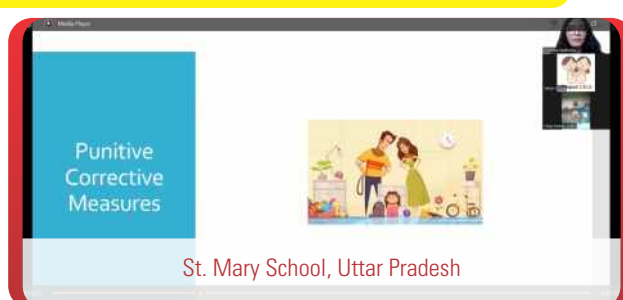 Media Player
Punitive
Corrective
Measures
St. Mary School, Uttar Pradesh